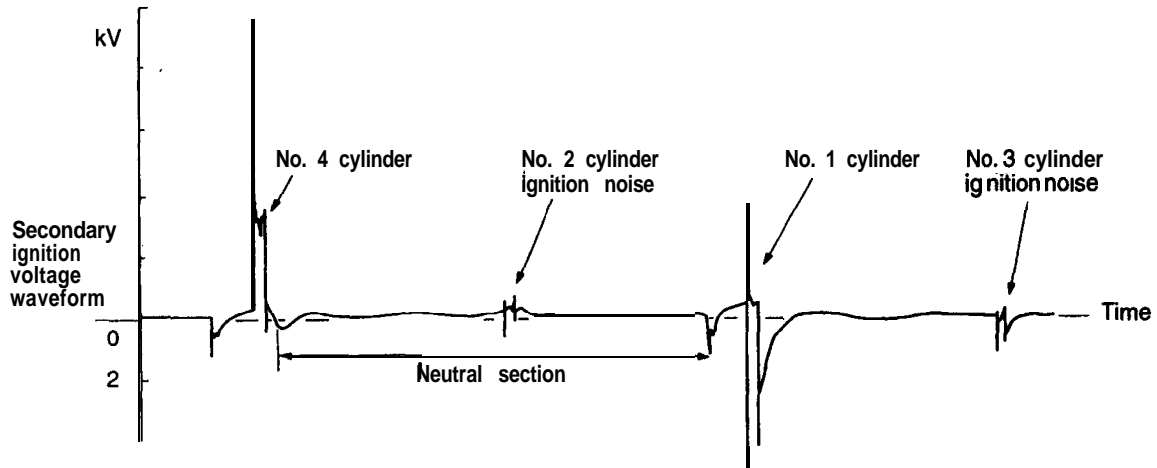 kV
No. 4 cylinder
No. 2 cylinder
Ignition noise
No. 1 cylinder
No. 3 cylinder
ignition noise
Secondary
ignition
voltage
waveform
Time
0
2
Neutral section